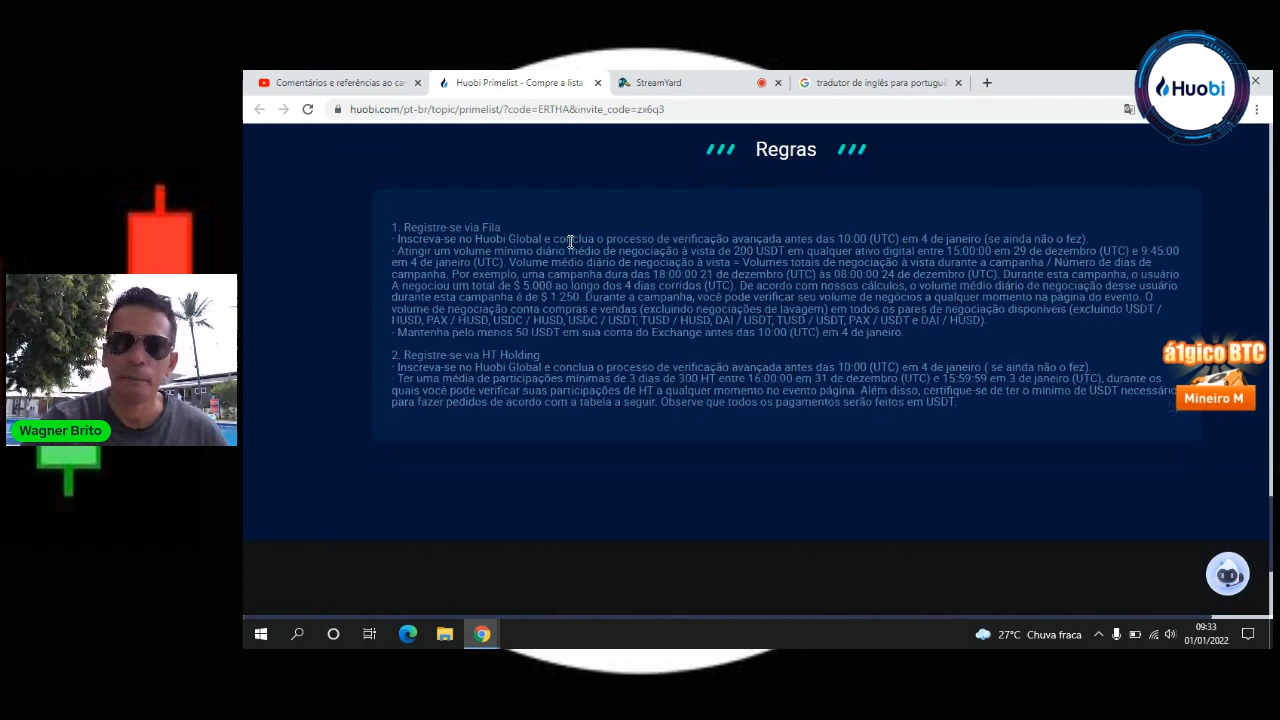 Comentários e referências ao car
Huobi Primelist - Compre a lista
StreamYard
tradutor de inglês para portugu
huobi.com/pt-br/topic/primelist/?code=ERTHA&invite_code=zx6q3
Huobi
Regras
1. Registre-se via Fila
· Inscreva-se no Huobi Global e conclua o processo de verificação avançada antes das 10:00 (UTC) em 4 de janeiro (se ainda não o fez).
· Atingir um volume mínimo diário médio de negociação à vista de 200 USDT em qualquer ativo digital entre 15:00:00 em 29 de dezembro (UTC) e 9:45:00
em 4 de janeiro (UTC). Volume médio diário de negociação à vista = Volumes totais de negociação à vista durante a campanha / Número de dias de
campanha. Por exemplo, uma campanha dura das 18:00:00 21 de dezembro (UTC) às 08:00:00 24 de dezembro (UTC). Durante esta campanha, o usuário
A negociou um total de $ 5.000 ao longo dos 4 dias corridos (UTC). De acordo com nossos cálculos, o volume médio diário de negociação desse usuário
durante esta campanha é de $ 1.250. Durante a campanha, você pode verificar seu volume de negócios a qualquer momento na página do evento. O
volume de negociação conta compras e vendas (excluindo negociações de lavagem) em todos os pares de negociação disponíveis (excluindo USDT /
HUSD, PAX / HUSD, USDC / HUSD, USDC / USDT, TUSD / HUSD, DAI / USDT, TUSD / USDT, PAX / USDT e DAI / HUSD).
· Mantenha pelo menos 50 USDT em sua conta do Exchange antes das 10:00 (UTC) em 4 de janeiro.
2. Registre-se via HT Holding
· Inscreva-se no Huobi Global e conclua o processo de verificação avançada antes das 10:00 (UTC) em 4 de janeiro ( se ainda não o fez).
· Ter uma média de participações mínimas de 3 dias de 300 HT entre 16:00:00 em 31 de dezembro (UTC) e 15:59:59 em 3 de janeiro (UTC), durante os
quais você pode verificar suas participações de HT a qualquer momento no evento página. Além disso, certifique-se de ter o mínimo de USDT necessário
para fazer pedidos de acordo com a tabela a seguir. Observe que todos os pagamentos serão feitos em USDT.
á1gico BTC
Mineiro M
Wagner Brito
27°C Chuva fraca
09:33
01/01/2022